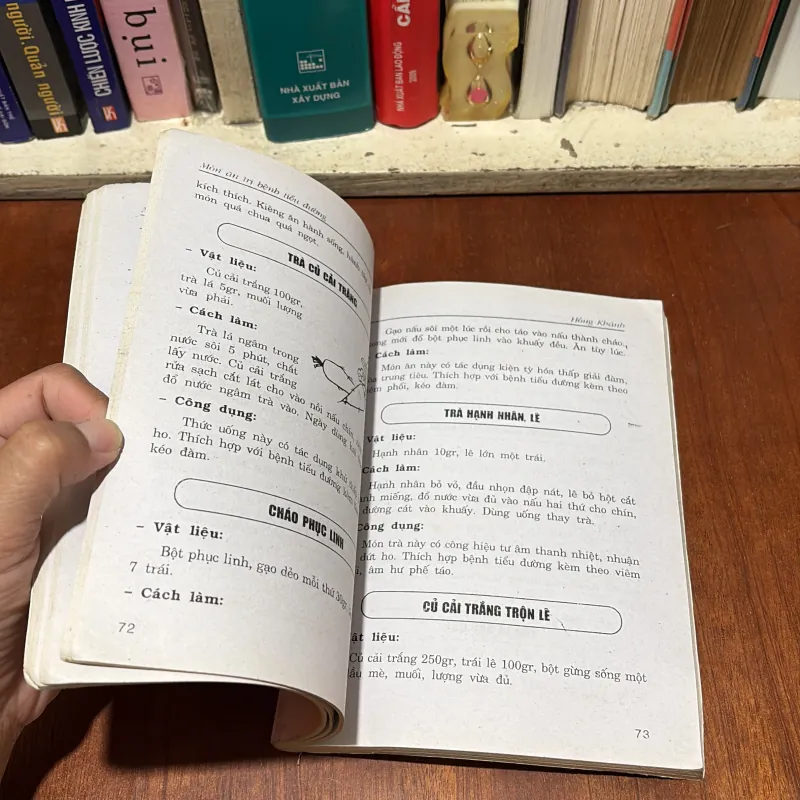 người. Quản người
CHIẾN LƯỢC KINH
bụi
NHÀ XUẤT BẢN
XÂY DỰNG
NHÀ XUẤT BẢN LAO ĐỘNG
2009
Món ăn trị bệnh tiểu đường
kích thích. Kiêng ăn hành sống,
món quá chua quá ngọt.
TRÀ CỦ CẢI TRẮNG
- Vật liệu:
Củ cải trắng 100gr,
trà lá 5gr, muối lượng
vừa phải.
- Cách làm:
Trà lá ngâm trong
nước sôi 5 phút, chắt
lấy nước. Củ cải trắng
rửa sạch cắt lát cho vào nồi nấu chín,
đổ nước ngâm trà vào. Ngày dùng hai
- Công dụng:
Thức uống này có tác dụng khử
ho. Thích hợp với bệnh tiểu đường
kéo đàm.
CHÁO PHỤC LINH
- Vật liệu:
Bột phục linh, gạo dẻo mỗi thứ 30gr,
7 trái.
- Cách làm:
72
Hồng Khánh
Gạo nấu sôi một lúc rồi cho táo vào nấu thành cháo,
mới đổ bột phục linh vào khuấy đều. Ăn tùy lúc.
Cách làm:
Món ăn này có tác dụng kiện tỳ hóa thấp giải đàm,
trung tiêu. Thích hợp với bệnh tiểu đường kèm theo
phổi, kéo đàm.
TRÀ HẠNH NHÂN, LÊ
Vật liệu:
Hạnh nhân 10gr, lê lớn một trái.
Cách làm:
Hạnh nhân bỏ vỏ, đầu nhọn đập nát, lê bỏ hột cắt
miếng, đổ nước vừa đủ vào nấu hai thứ cho chín,
đường cát vào khuấy. Dùng uống thay trà.
Công dụng:
Món trà này có công hiệu tư âm thanh nhiệt, nhuận
dứt ho. Thích hợp bệnh tiểu đường kèm theo viêm
âm hư phế táo.
CỦ CẢI TRẮNG TRỘN LÊ
Vật liệu:
Củ cải trắng 250gr, trái lê 100gr, bột gừng sống một
dầu mè, muối, lượng vừa đủ.
73